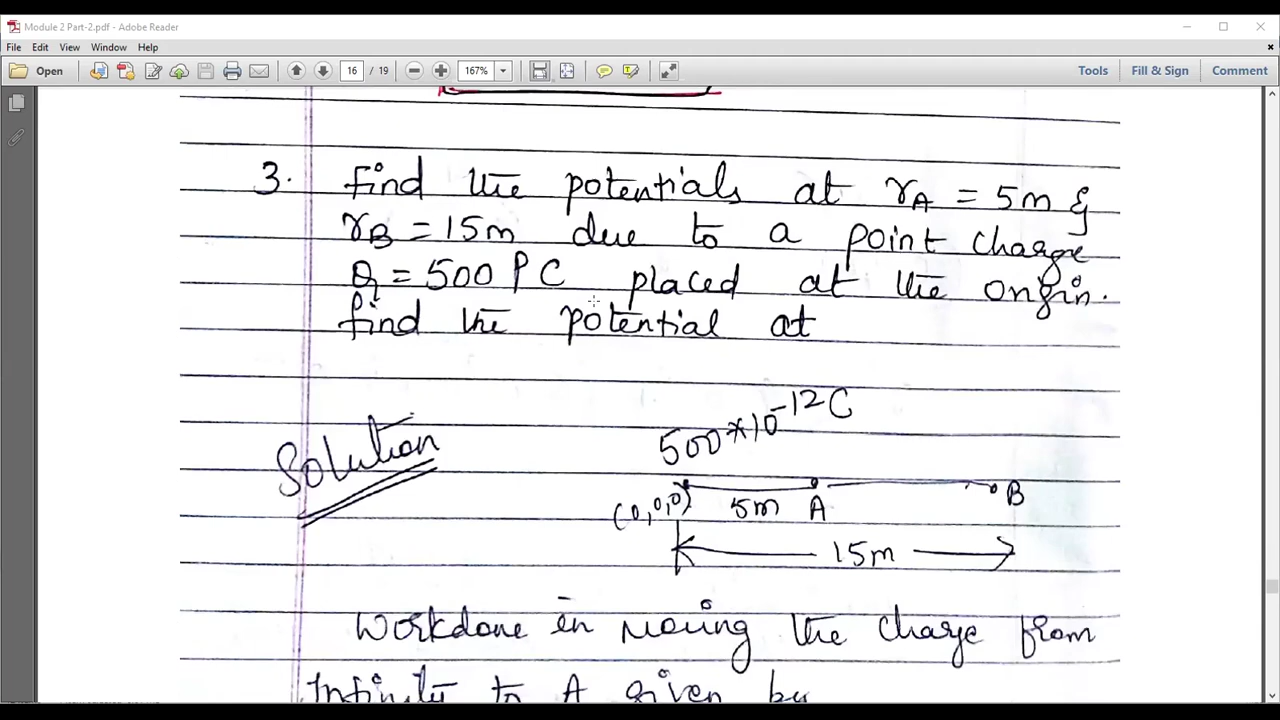 Module 2 Part-2.pdf - Adobe Reader
File Edit View Window Help
Open 16 / 19 167% Tools Fill & Sign Comment
3. Find the potentials at rA = 5m &
rB = 15m due to a point charge
Q = 500 PC placed at the origin.
find the potential at
500*10-12 C
Solution
(0,0,0) 5m A B
15m
Workdone in moving the charge from
Infinity to A given by